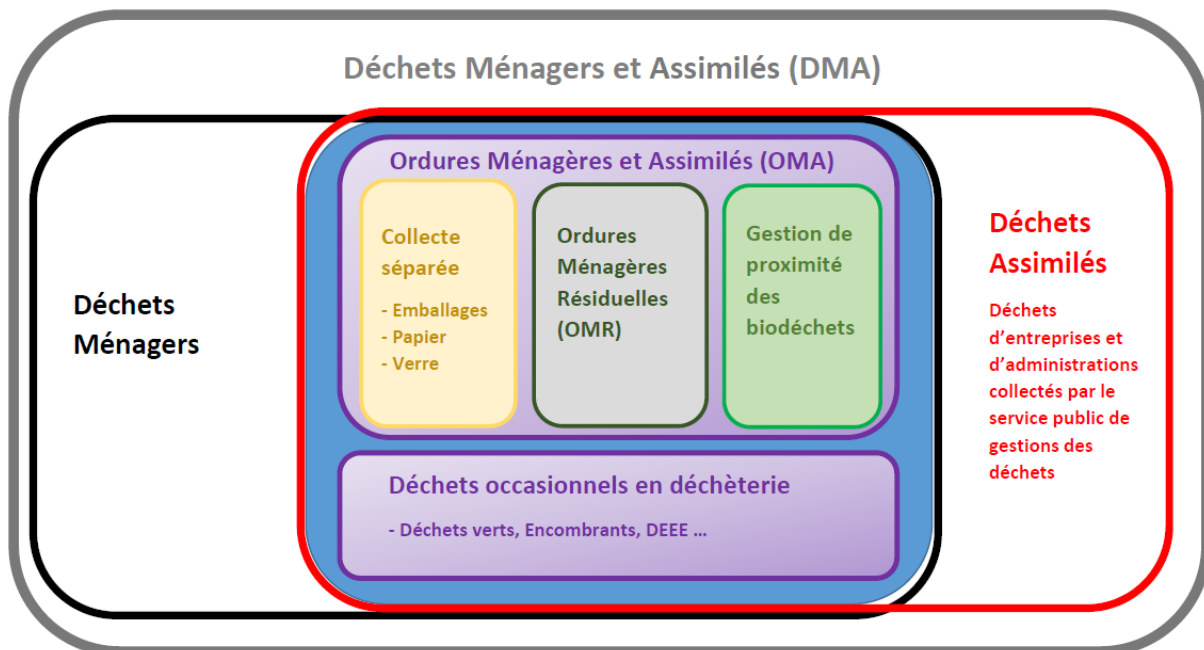 Déchets Ménagers et Assimilés (DMA)
Déchets
Ménagers
Ordures Ménagères et Assimilés (OMA)
Collecte
séparée
- Emballages
- Papier
- Verre
Ordures
Ménagères
Résiduelles
(OMR)
Gestion de
proximité
des
biodéchets
Déchets occasionnels en déchèterie
- Déchets verts, Encombrants, DEEE ...
Déchets
Assimilés
Déchets
d'entreprises et
d'administrations
collectés par le
service public de
gestions des
déchets